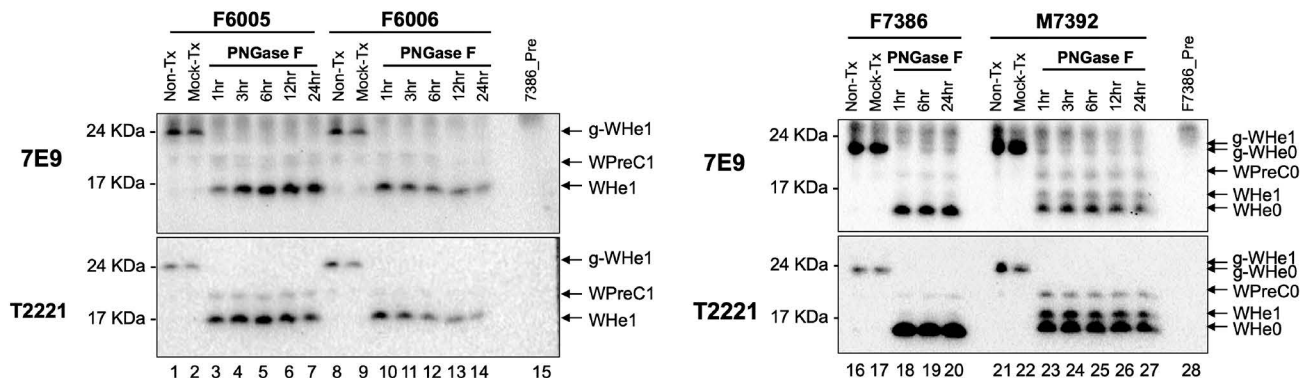 F6005 F6006
Non-Tx Mock-Tx PNGase F 1hr 3hr 6hr 12hr 24hr Non-Tx Mock-Tx PNGase F 1hr 3hr 6hr 12hr 24hr 7386_Pre
7E9
24 KDa
17 KDa
g-WHe1
WPreC1
WHe1
T2221
24 KDa
17 KDa
g-WHe1
WPreC1
WHe1
1 2 3 4 5 6 7 8 9 10 11 12 13 14 15
F7386 M7392
Non-Tx Mock-Tx PNGase F 1hr 6hr 24hr Non-Tx Mock-Tx PNGase F 1hr 3hr 6hr 12hr 24hr F7386_Pre
7E9
24 KDa
17 KDa
g-WHe1
g-WHe0
WPreC0
WHe1
WHe0
T2221
24 KDa
17 KDa
g-WHe1
g-WHe0
WPreC0
WHe1
WHe0
16 17 18 19 20 21 22 23 24 25 26 27 28